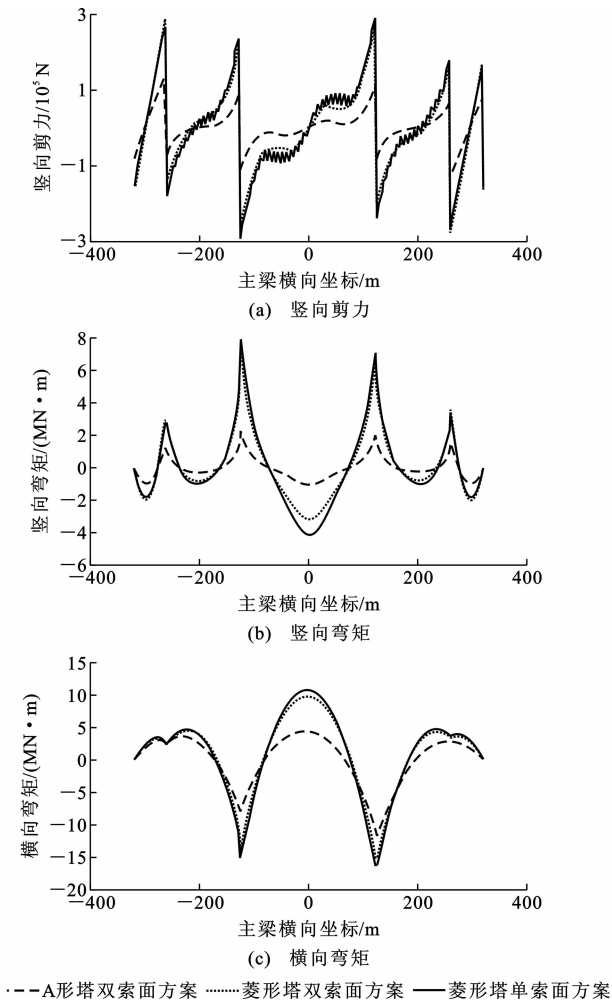 3
1
−1
−3
竖向剪力/10⁵ N
−400 −200 0 200 400
主梁横向坐标/m
(a) 竖向剪力
8
6
4
2
0
−2
−4
−6
竖向弯矩/(MN·m)
−400 −200 0 200 400
主梁横向坐标/m
(b) 竖向弯矩
15
10
5
0
−5
−10
−15
−20
横向弯矩/(MN·m)
−400 −200 0 200 400
主梁横向坐标/m
(c) 横向弯矩
A形塔双索面方案 菱形塔双索面方案 菱形塔单索面方案